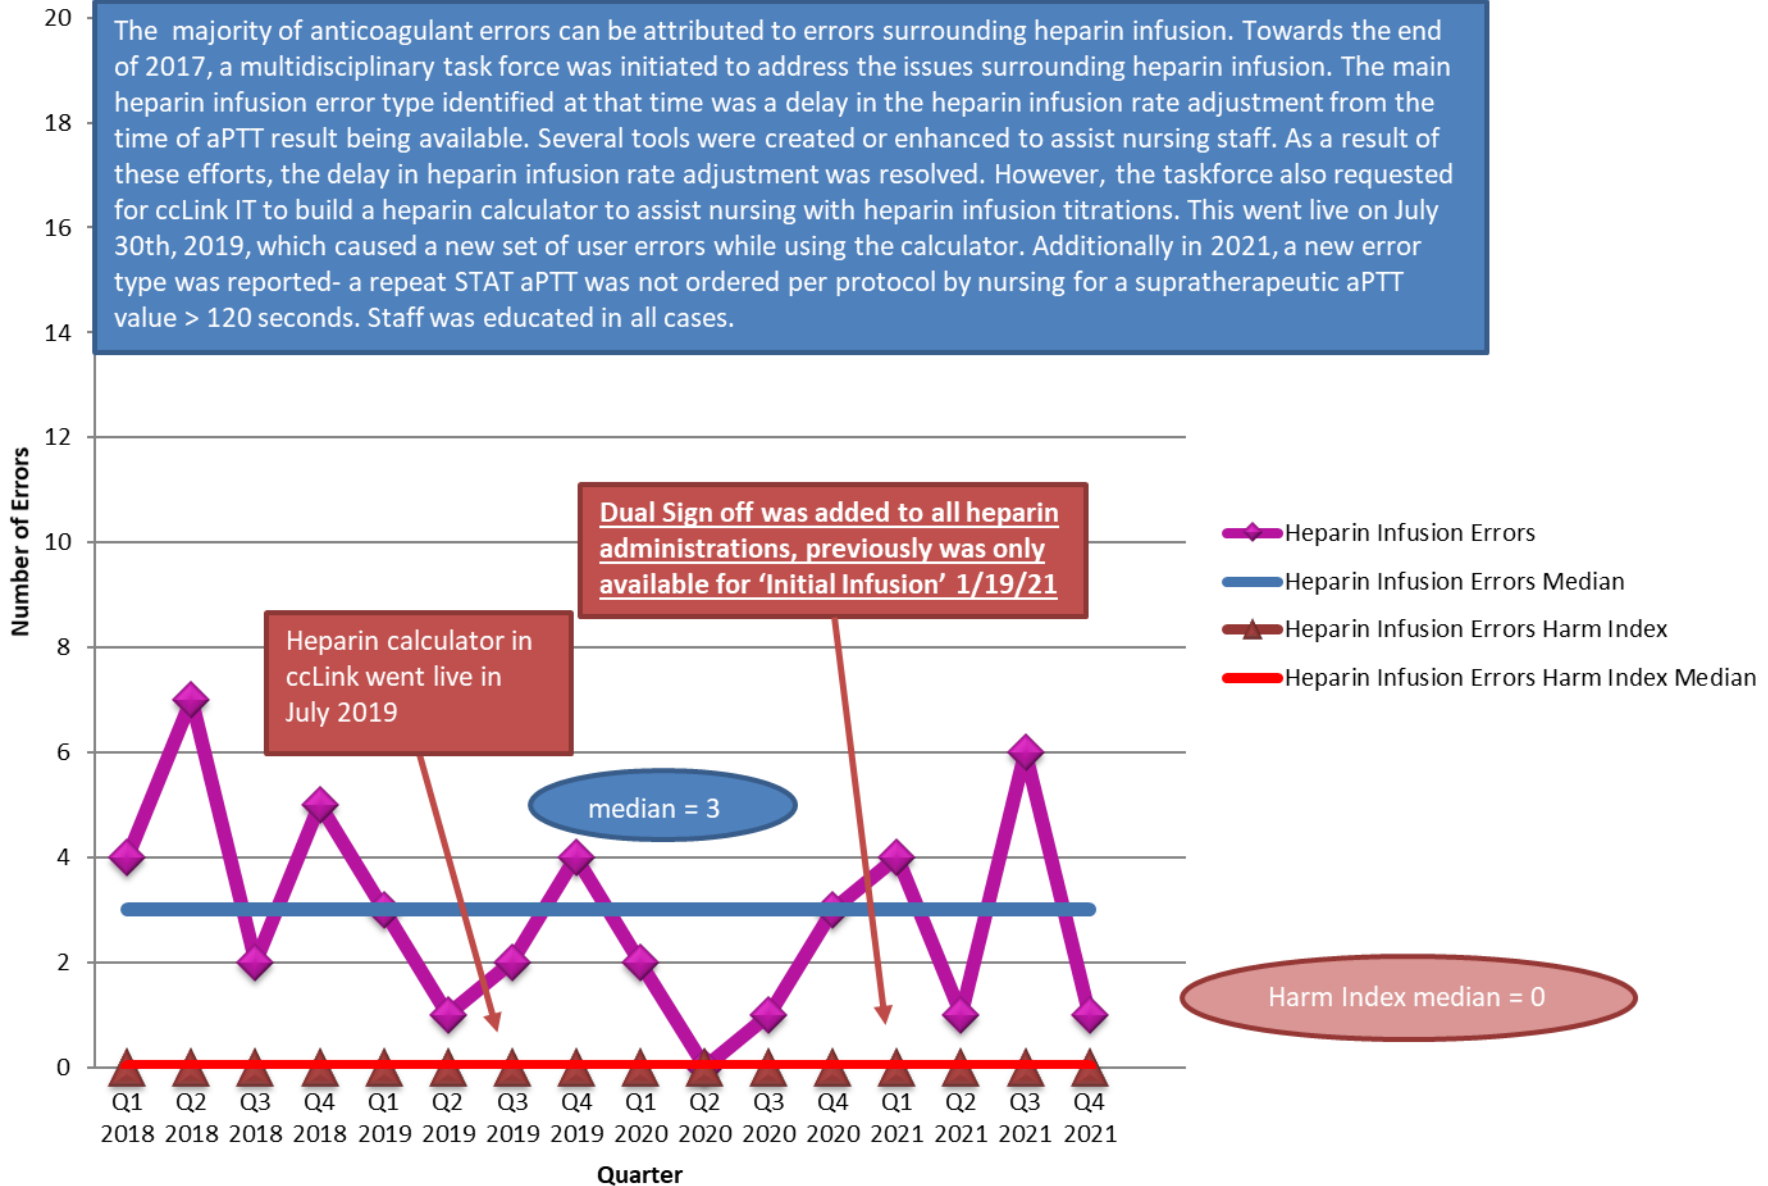 The majority of anticoagulant errors can be attributed to errors surrounding heparin infusion. Towards the end
of 2017, a multidisciplinary task force was initiated to address the issues surrounding heparin infusion. The main
heparin infusion error type identified at that time was a delay in the heparin infusion rate adjustment from the
time of aPTT result being available. Several tools were created or enhanced to assist nursing staff. As a result of
these efforts, the delay in heparin infusion rate adjustment was resolved. However, the taskforce also requested
for ccLink IT to build a heparin calculator to assist nursing with heparin infusion titrations. This went live on July
30th, 2019, which caused a new set of user errors while using the calculator. Additionally in 2021, a new error
type was reported- a repeat STAT aPTT was not ordered per protocol by nursing for a supratherapeutic aPTT
value > 120 seconds. Staff was educated in all cases.
20
18
16
14
12
10
8
6
4
2
0
Number of Errors
Dual Sign off was added to all heparin
administrations, previously was only
available for ‘Initial Infusion’ 1/19/21
Heparin calculator in
ccLink went live in
July 2019
median = 3
Harm Index median = 0
Heparin Infusion Errors
Heparin Infusion Errors Median
Heparin Infusion Errors Harm Index
Heparin Infusion Errors Harm Index Median
Q1 Q2 Q3 Q4 Q1 Q2 Q3 Q4 Q1 Q2 Q3 Q4 Q1 Q2 Q3 Q4
2018 2018 2018 2018 2019 2019 2019 2019 2020 2020 2020 2020 2021 2021 2021 2021
Quarter